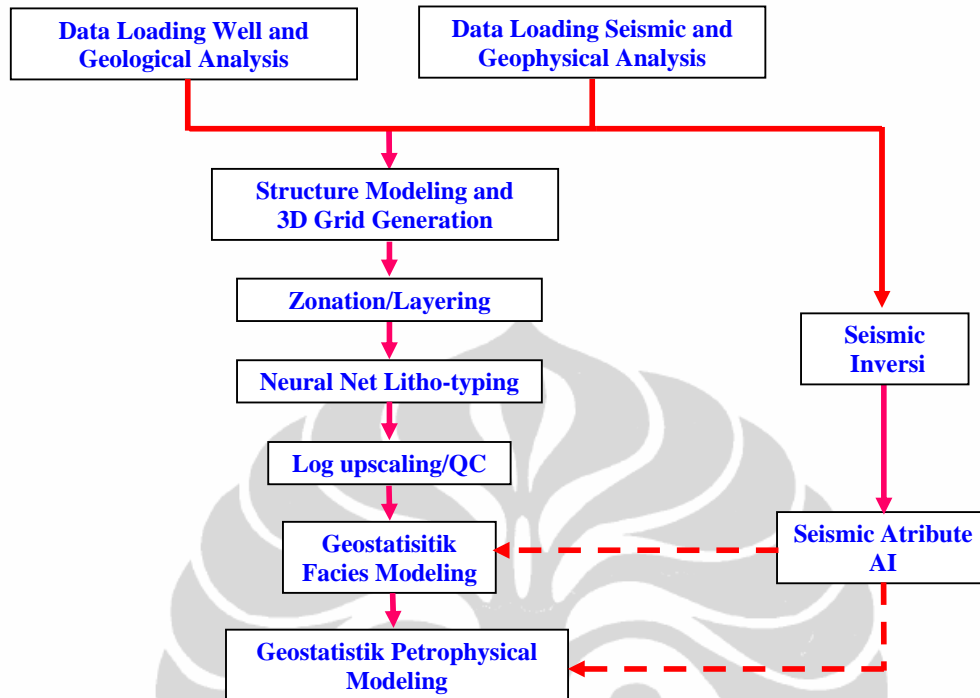 Data Loading Well and
Geological Analysis
Data Loading Seismic and
Geophysical Analysis
Structure Modeling and
3D Grid Generation
Zonation/Layering
Neural Net Litho-typing
Log upscaling/QC
Geostatisitik
Facies Modeling
Geostatistik Petrophysical
Modeling
Seismic
Inversi
Seismic Atribute
AI